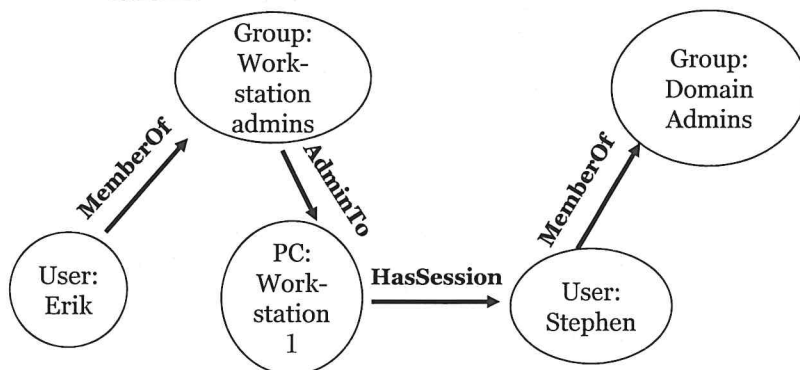 Group:
Work-
station
admins
Group:
Domain
Admins
MemberOf
AdminTo
MemberOf
User:
Erik
PC:
Work-
station
1
HasSession
User:
Stephen